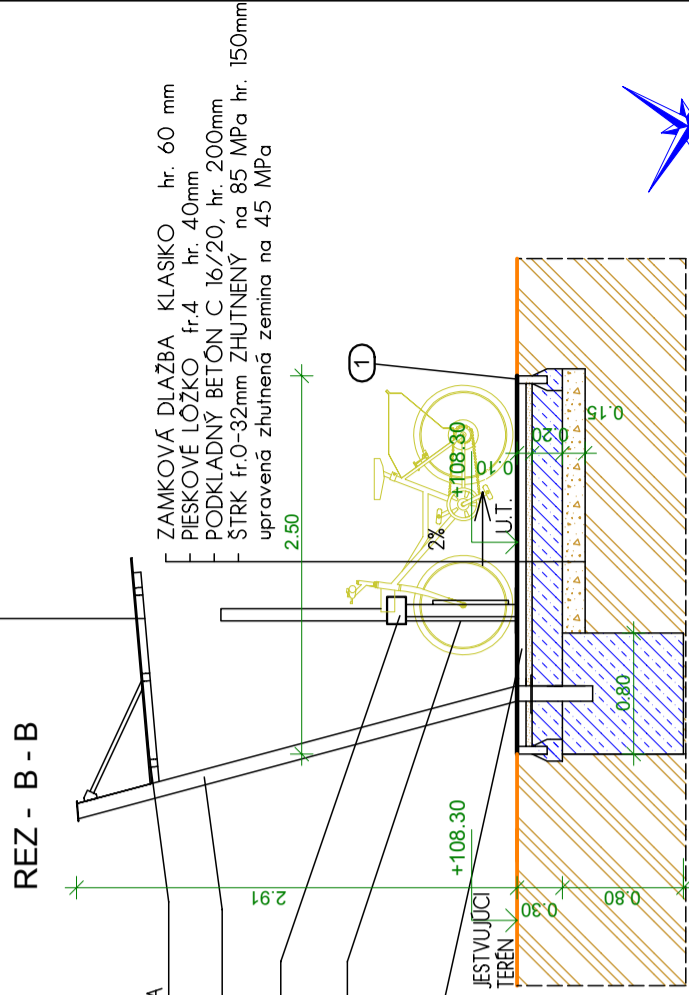 REZ - B - B
ZÁMKOVÁ DLAŽBA KLASIKO hr. 60 mm
PIESKOVÉ LÔŽKO fr.4 hr. 40mm
PODKLADNÝ BETÓN C 16/20, hr. 200mm
ŠTRK fr.0-32mm ZHUTNENÝ na 85 MPa hr. 150mm
upravená zhutnená zemina na 45 MPa
2.50
1
2%
+108.30
U.T.
0.10
0.20
0.15
2.91
+108.30
JESTVUJÚCI
TERÉN
0.30
0.80
0.80
A